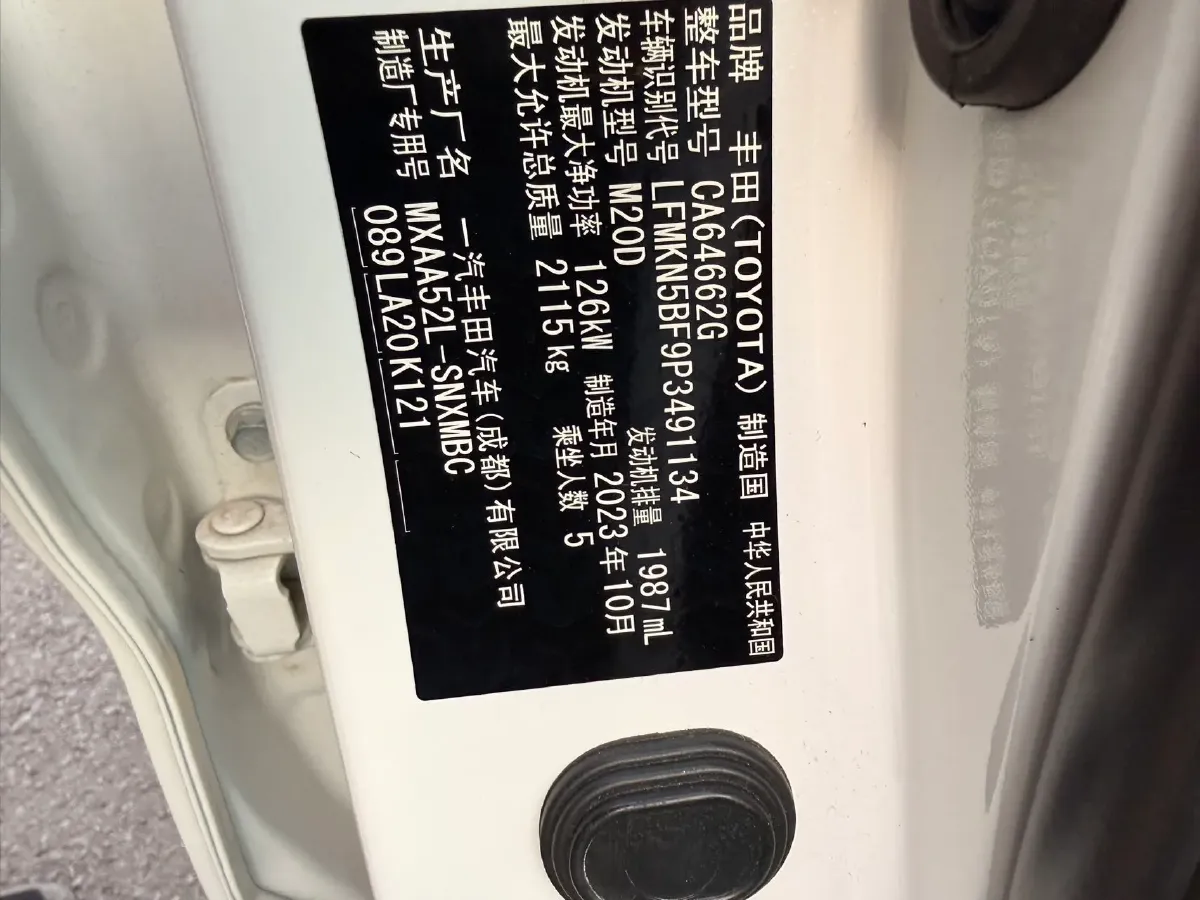 品牌 丰田(TOYOTA) 制造国 中华人民共和国
整车型号 CA64662G
车辆识别代号 LFMKN5BF9P3491134
发动机型号 M20D 发动机排量 1987mL
发动机最大净功率 126kW 制造年月 2023年10月
最大允许总质量 2115kg 乘坐人数 5
生产厂名 一汽丰田汽车(成都)有限公司
制造厂专用号 MXAA52L-SNXMBC
089LA20K121